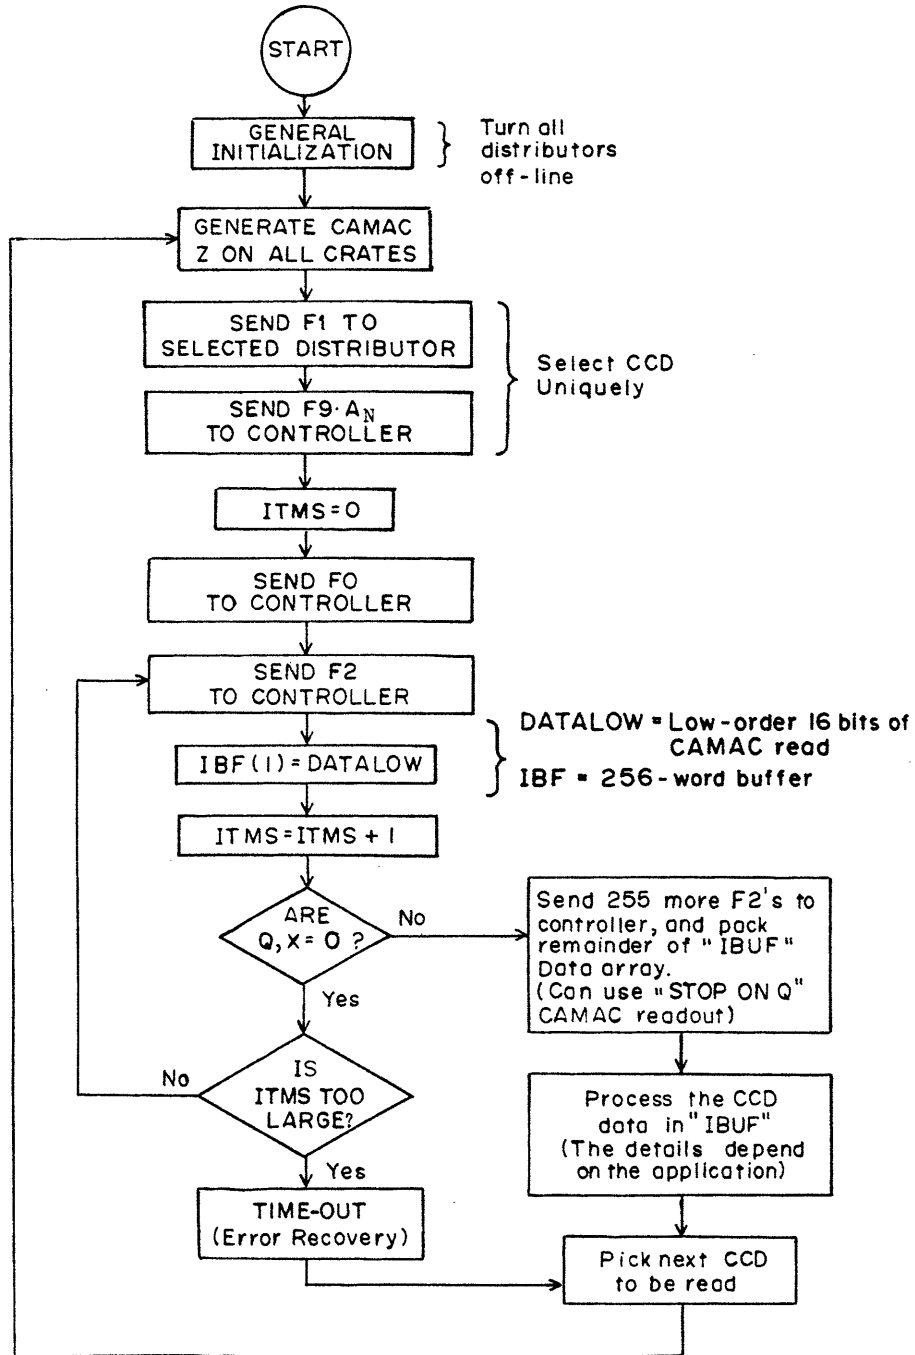 START
GENERAL
INITIALIZATION
Turn all
distributors
off-line
GENERATE CAMAC
Z ON ALL CRATES
SEND F1 TO
SELECTED DISTRIBUTOR
SEND F9·AN
TO CONTROLLER
Select CCD
Uniquely
ITMS=0
SEND F0
TO CONTROLLER
SEND F2
TO CONTROLLER
IBF(1)=DATALOW
DATALOW = Low-order 16 bits of
CAMAC read
IBF = 256-word buffer
ITMS=ITMS + 1
ARE
Q,X=0 ?
No
Yes
Send 255 more F2's to
controller, and pack
remainder of "IBUF"
Data array.
(Can use "STOP ON Q"
CAMAC readout)
IS
ITMS TOO
LARGE?
No
Yes
Process the CCD
data in "IBUF"
(The details depend
on the application)
TIME-OUT
(Error Recovery)
Pick next CCD
to be read